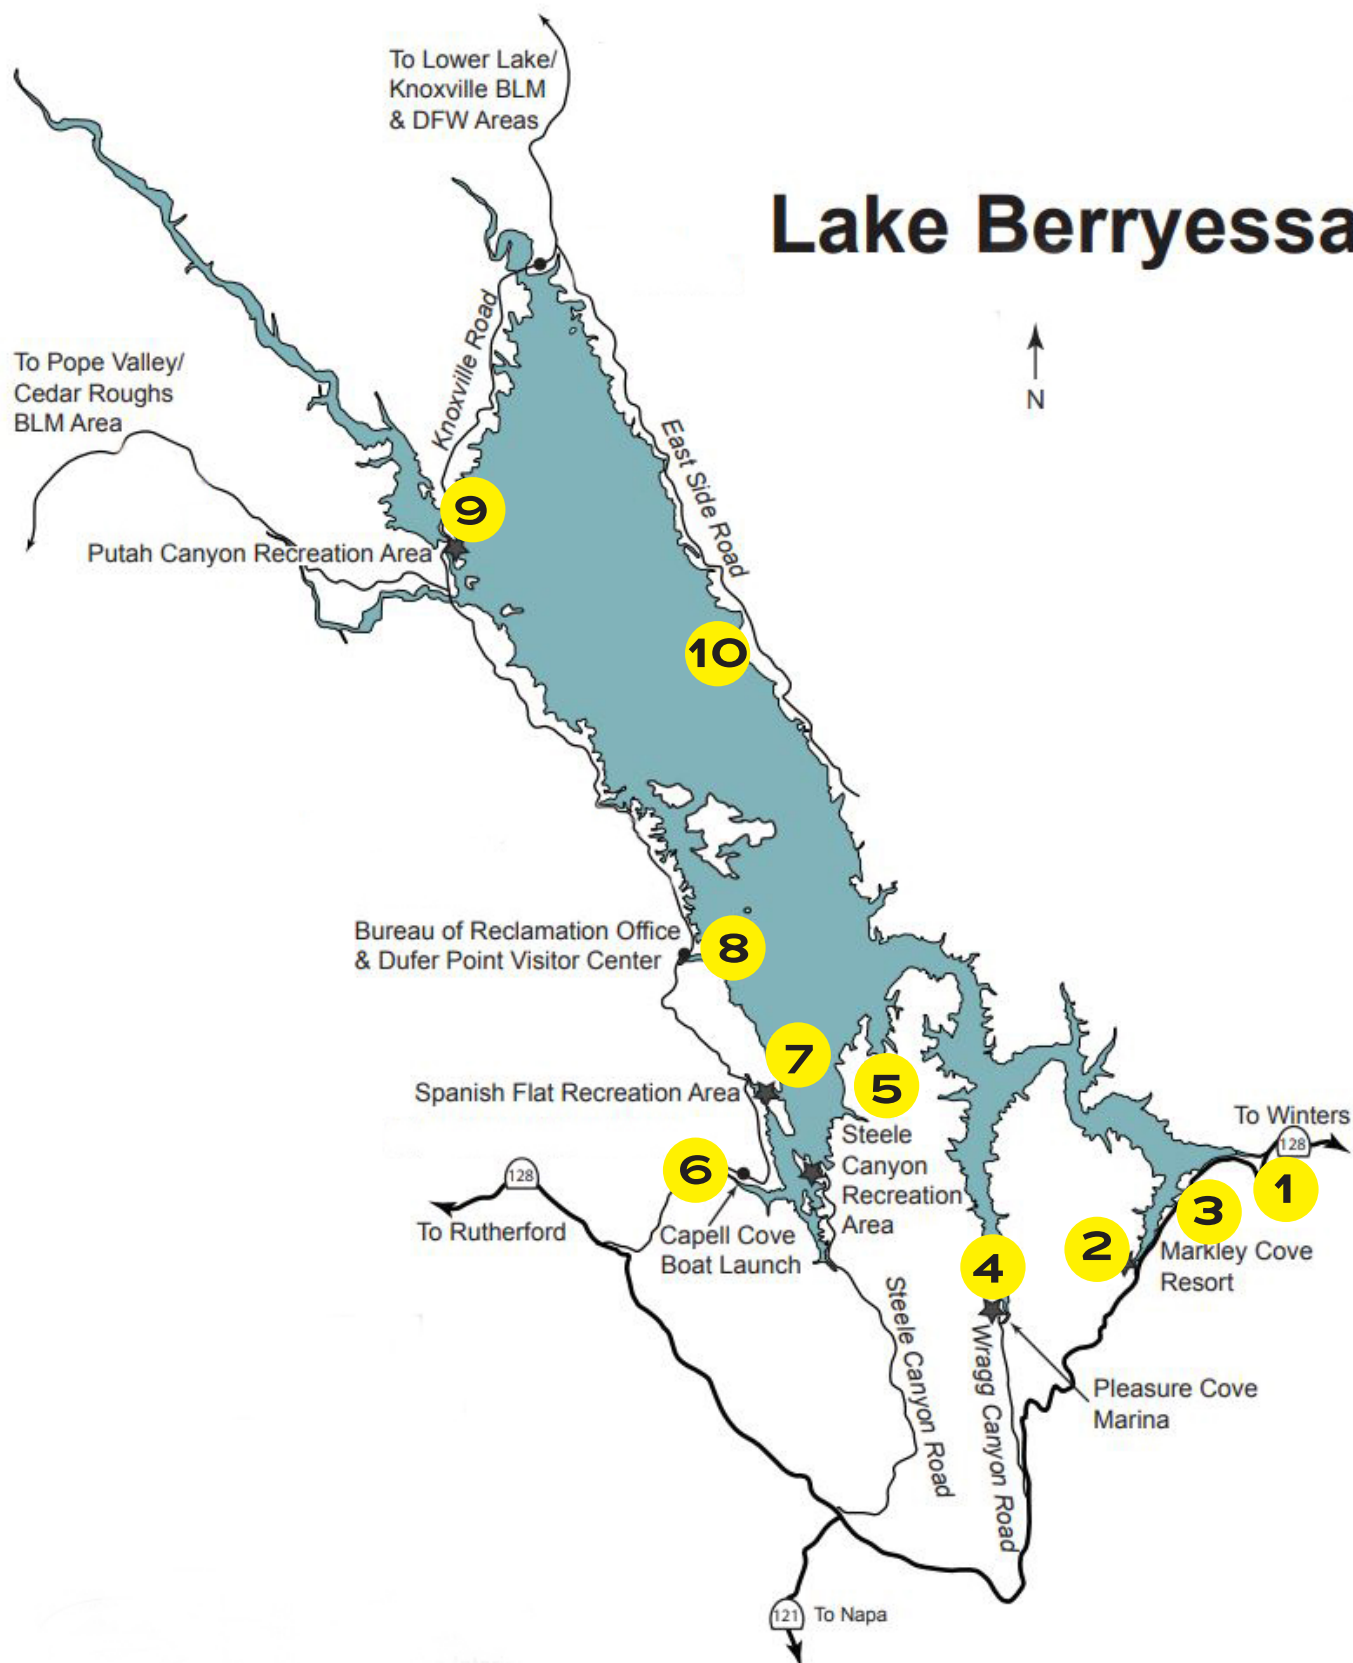 To Lower Lake/
Knoxville BLM
& DFW Areas
Lake Berryessa
N
Knoxville Road
To Pope Valley/
Cedar Roughs
BLM Area
East Side Road
9
Putah Canyon Recreation Area
10
Bureau of Reclamation Office
& Dufer Point Visitor Center
8
7
Spanish Flat Recreation Area
5
To Winters
128
Steele
Canyon
Recreation
Area
6
128
To Rutherford
Capell Cove
Boat Launch
1
3
2
Markley Cove
Resort
4
Steele Canyon Road
Wragg Canyon Road
Pleasure Cove
Marina
121
To Napa